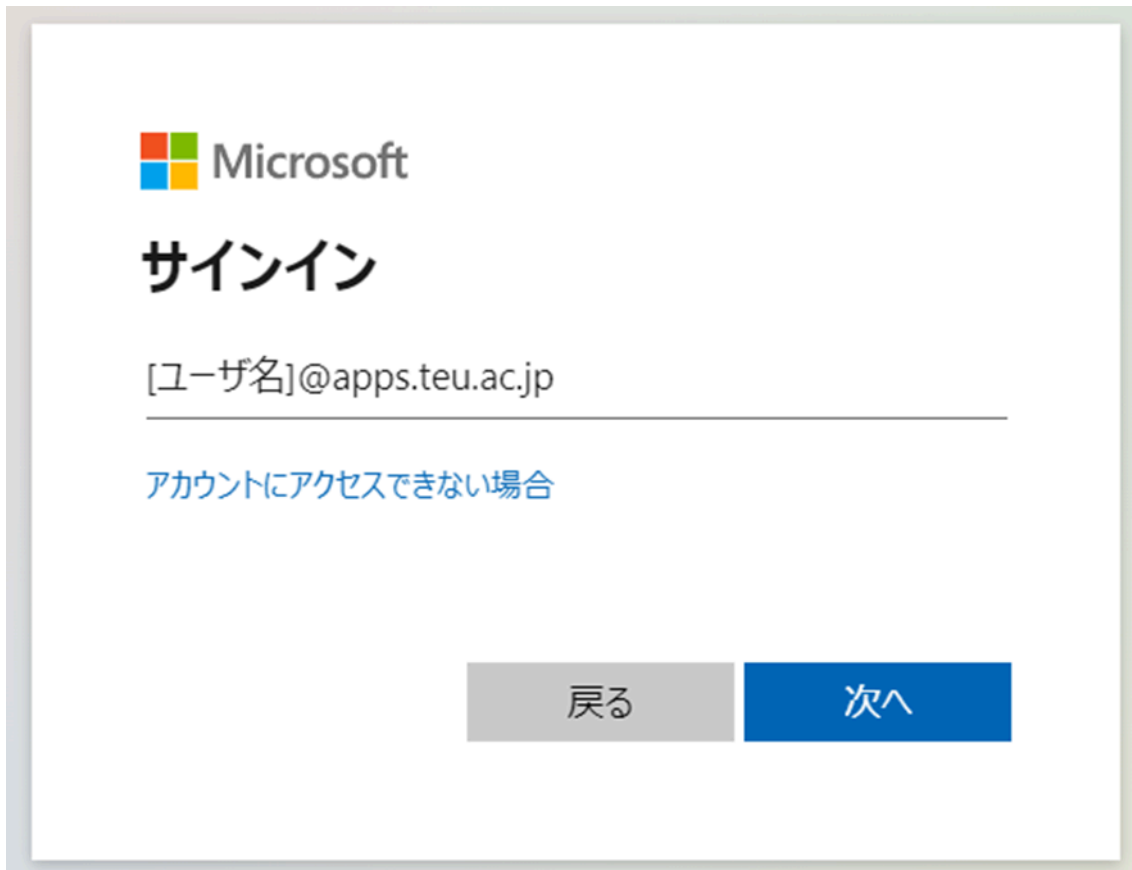 Microsoft
サインイン
[ユーザ名]@apps.teu.ac.jp
アカウントにアクセスできない場合
戻る
次へ